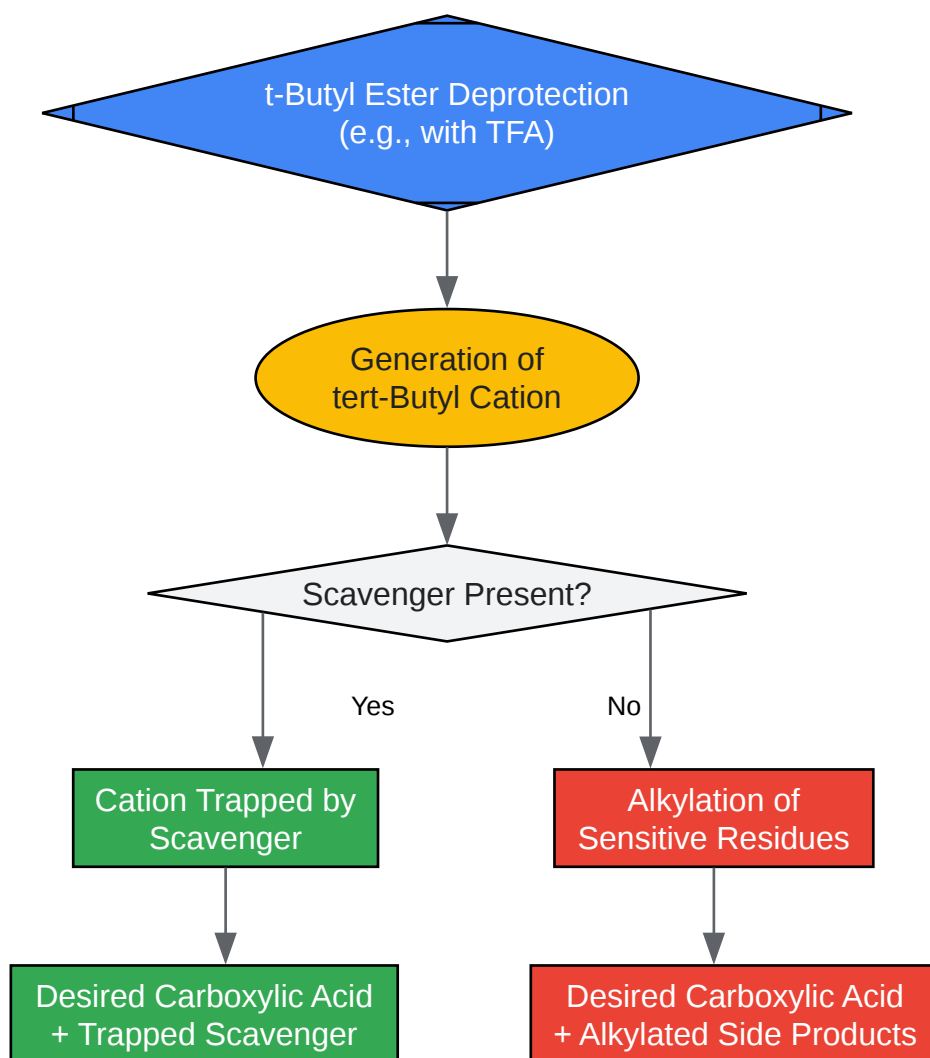 t-Butyl Ester Deprotection
(e.g., with TFA)
Generation of
tert-Butyl Cation
Scavenger Present?
Yes
No
Cation Trapped by
Scavenger
Alkylation of
Sensitive Residues
Desired Carboxylic Acid
+ Trapped Scavenger
Desired Carboxylic Acid
+ Alkylated Side Products